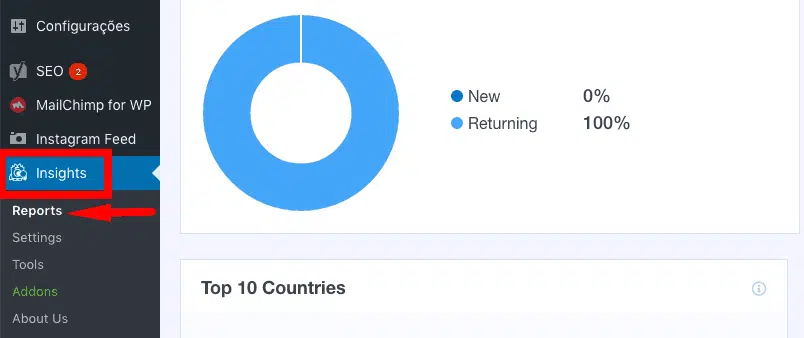 Configurações
SEO 2
MailChimp for WP
Instagram Feed
Insights
Reports
Settings
Tools
Addons
About Us
New 0%
Returning 100%
Top 10 Countries